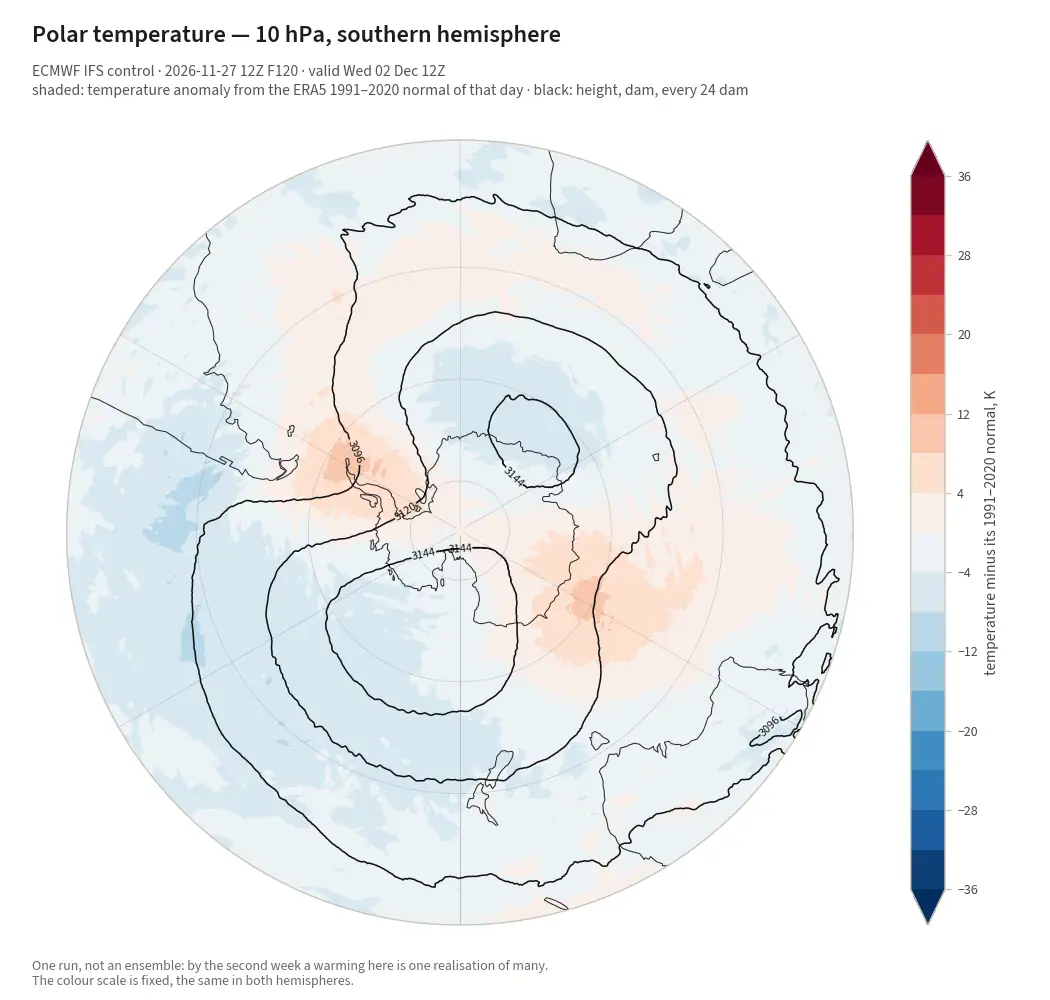 Polar temperature — 10 hPa, southern hemisphere
ECMWF IFS control · 2026-11-27 12Z F120 · valid Wed 02 Dec 12Z
shaded: temperature anomaly from the ERA5 1991–2020 normal of that day · black: height, dam, every 24 dam
36
28
20
12
4
−4
−12
−20
−28
−36
temperature minus its 1991–2020 normal, K
3096
3144
3120
3144
3144
3096
One run, not an ensemble: by the second week a warming here is one realisation of many.
The colour scale is fixed, the same in both hemispheres.